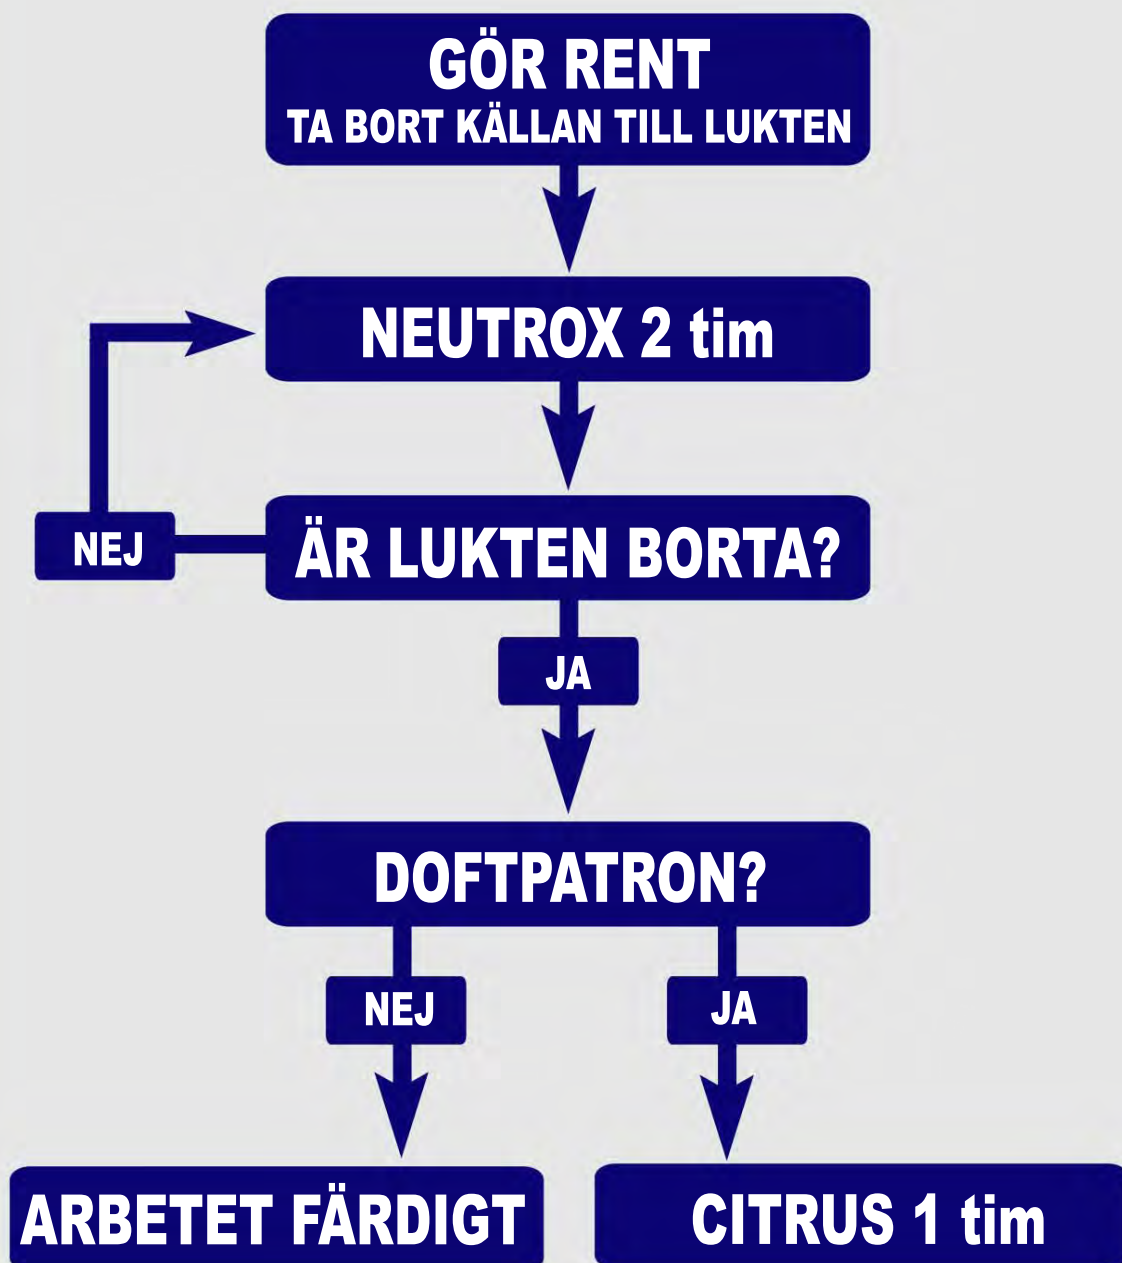 GÖR RENT
TA BORT KÄLLAN TILL LUKTEN
NEUTROX 2 tim
NEJ
ÄR LUKTEN BORTA?
JA
DOFTPATRON?
NEJ
JA
ARBETET FÄRDIGT
CITRUS 1 tim